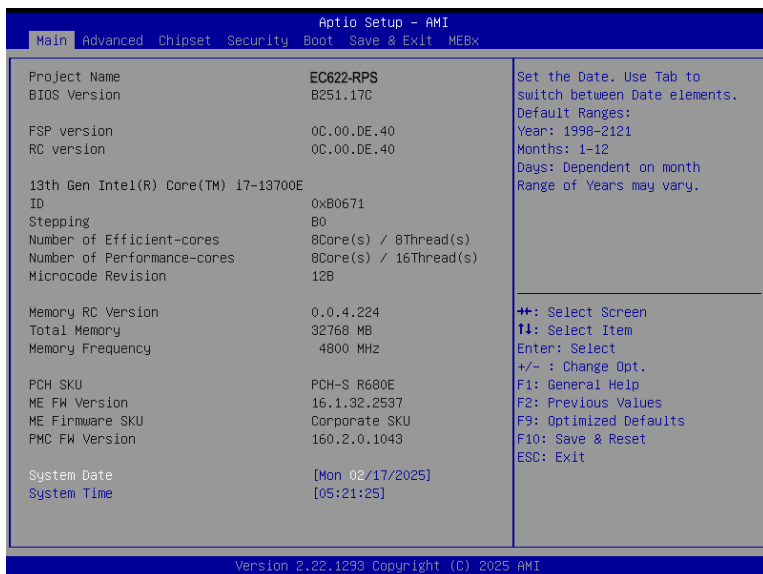 Aptio Setup - AMI
Main Advanced Chipset Security Boot Save & Exit MEBx
Project Name EC622-RPS
BIOS Version B251.17C
FSP version 0C.00.DE.40
RC version 0C.00.DE.40
13th Gen Intel(R) Core(TM) i7-13700E
ID 0xB0671
Stepping B0
Number of Efficient-cores 8Core(s) / 8Thread(s)
Number of Performance-cores 8Core(s) / 16Thread(s)
Microcode Revision 12B
Memory RC Version 0.0.4.224
Total Memory 32768 MB
Memory Frequency 4800 MHz
PCH SKU PCH-S R680E
ME FW Version 16.1.32.2537
ME Firmware SKU Corporate SKU
PMC FW Version 160.2.0.1043
System Date [Mon 02/17/2025]
System Time [05:21:25]
Set the Date. Use Tab to
switch between Date elements.
Default Ranges:
Year: 1998-2121
Months: 1-12
Days: Dependent on month
Range of Years may vary.
→←: Select Screen
↑↓: Select Item
Enter: Select
+/- : Change Opt.
F1: General Help
F2: Previous Values
F9: Optimized Defaults
F10: Save & Reset
ESC: Exit
Version 2.22.1293 Copyright (C) 2025 AMI